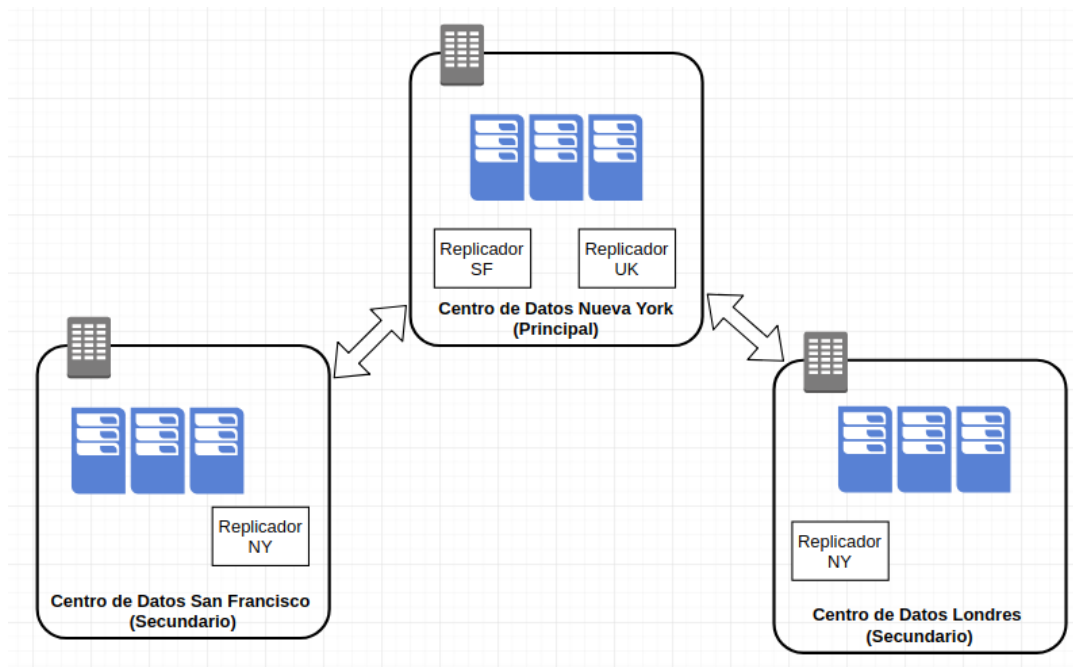 Replicador
SF
Replicador
UK
Centro de Datos Nueva York
(Principal)
Replicador
NY
Centro de Datos San Francisco
(Secundario)
Replicador
NY
Centro de Datos Londres
(Secundario)